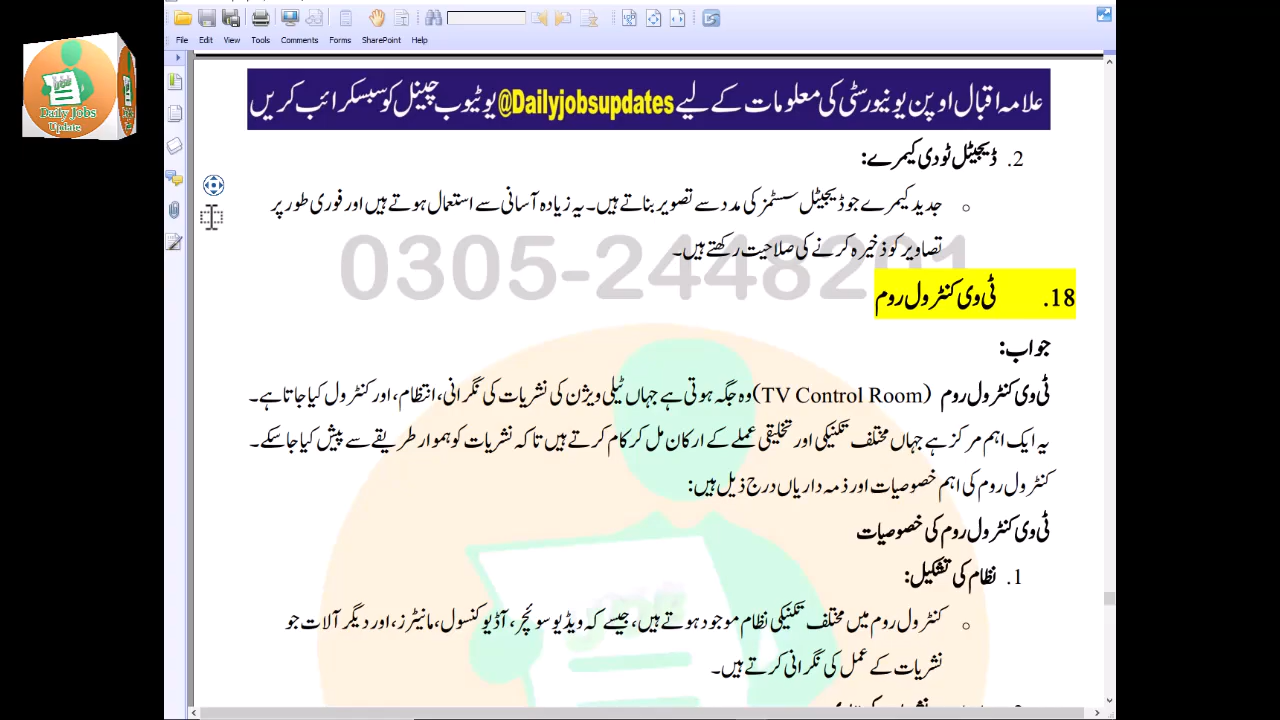 File Edit View Tools Comments Forms SharePoint Help
Daily Jobs
Update
علامہ اقبال اوپن یونیورسٹی کی معلومات کے لیے @Dailyjobsupdates یوٹیوب چینل کو سبسکرائب کریں
2. ڈیجیٹل ٹو دی کیمرے:
جدید کیمرے جو ڈیجیٹل سسٹمز کی مدد سے تصویر بناتے ہیں۔ یہ زیادہ آسانی سے استعمال ہوتے ہیں اور فوری طور پر
تصاویر کو ذخیرہ کرنے کی صلاحیت رکھتے ہیں۔
0305-2448201
18. ٹی وی کنٹرول روم
جواب:
ٹی وی کنٹرول روم (TV Control Room) وہ جگہ ہوتی ہے جہاں ٹیلی ویژن کی نشریات کی نگرانی، انتظام، اور کنٹرول کیا جاتا ہے۔
یہ ایک اہم مرکز ہے جہاں مختلف تکنیکی اور تخلیقی عملے کے ارکان مل کر کام کرتے ہیں تاکہ نشریات کو ہموار طریقے سے پیش کیا جا سکے۔
کنٹرول روم کی اہم خصوصیات اور ذمہ داریاں درج ذیل ہیں:
ٹی وی کنٹرول روم کی خصوصیات
1. نظام کی تشکیل:
کنٹرول روم میں مختلف تکنیکی نظام موجود ہوتے ہیں، جیسے کہ ویڈیو سوئچر، آڈیو کنسول، مانیٹرز، اور دیگر آلات جو
نشریات کے عمل کی نگرانی کرتے ہیں۔